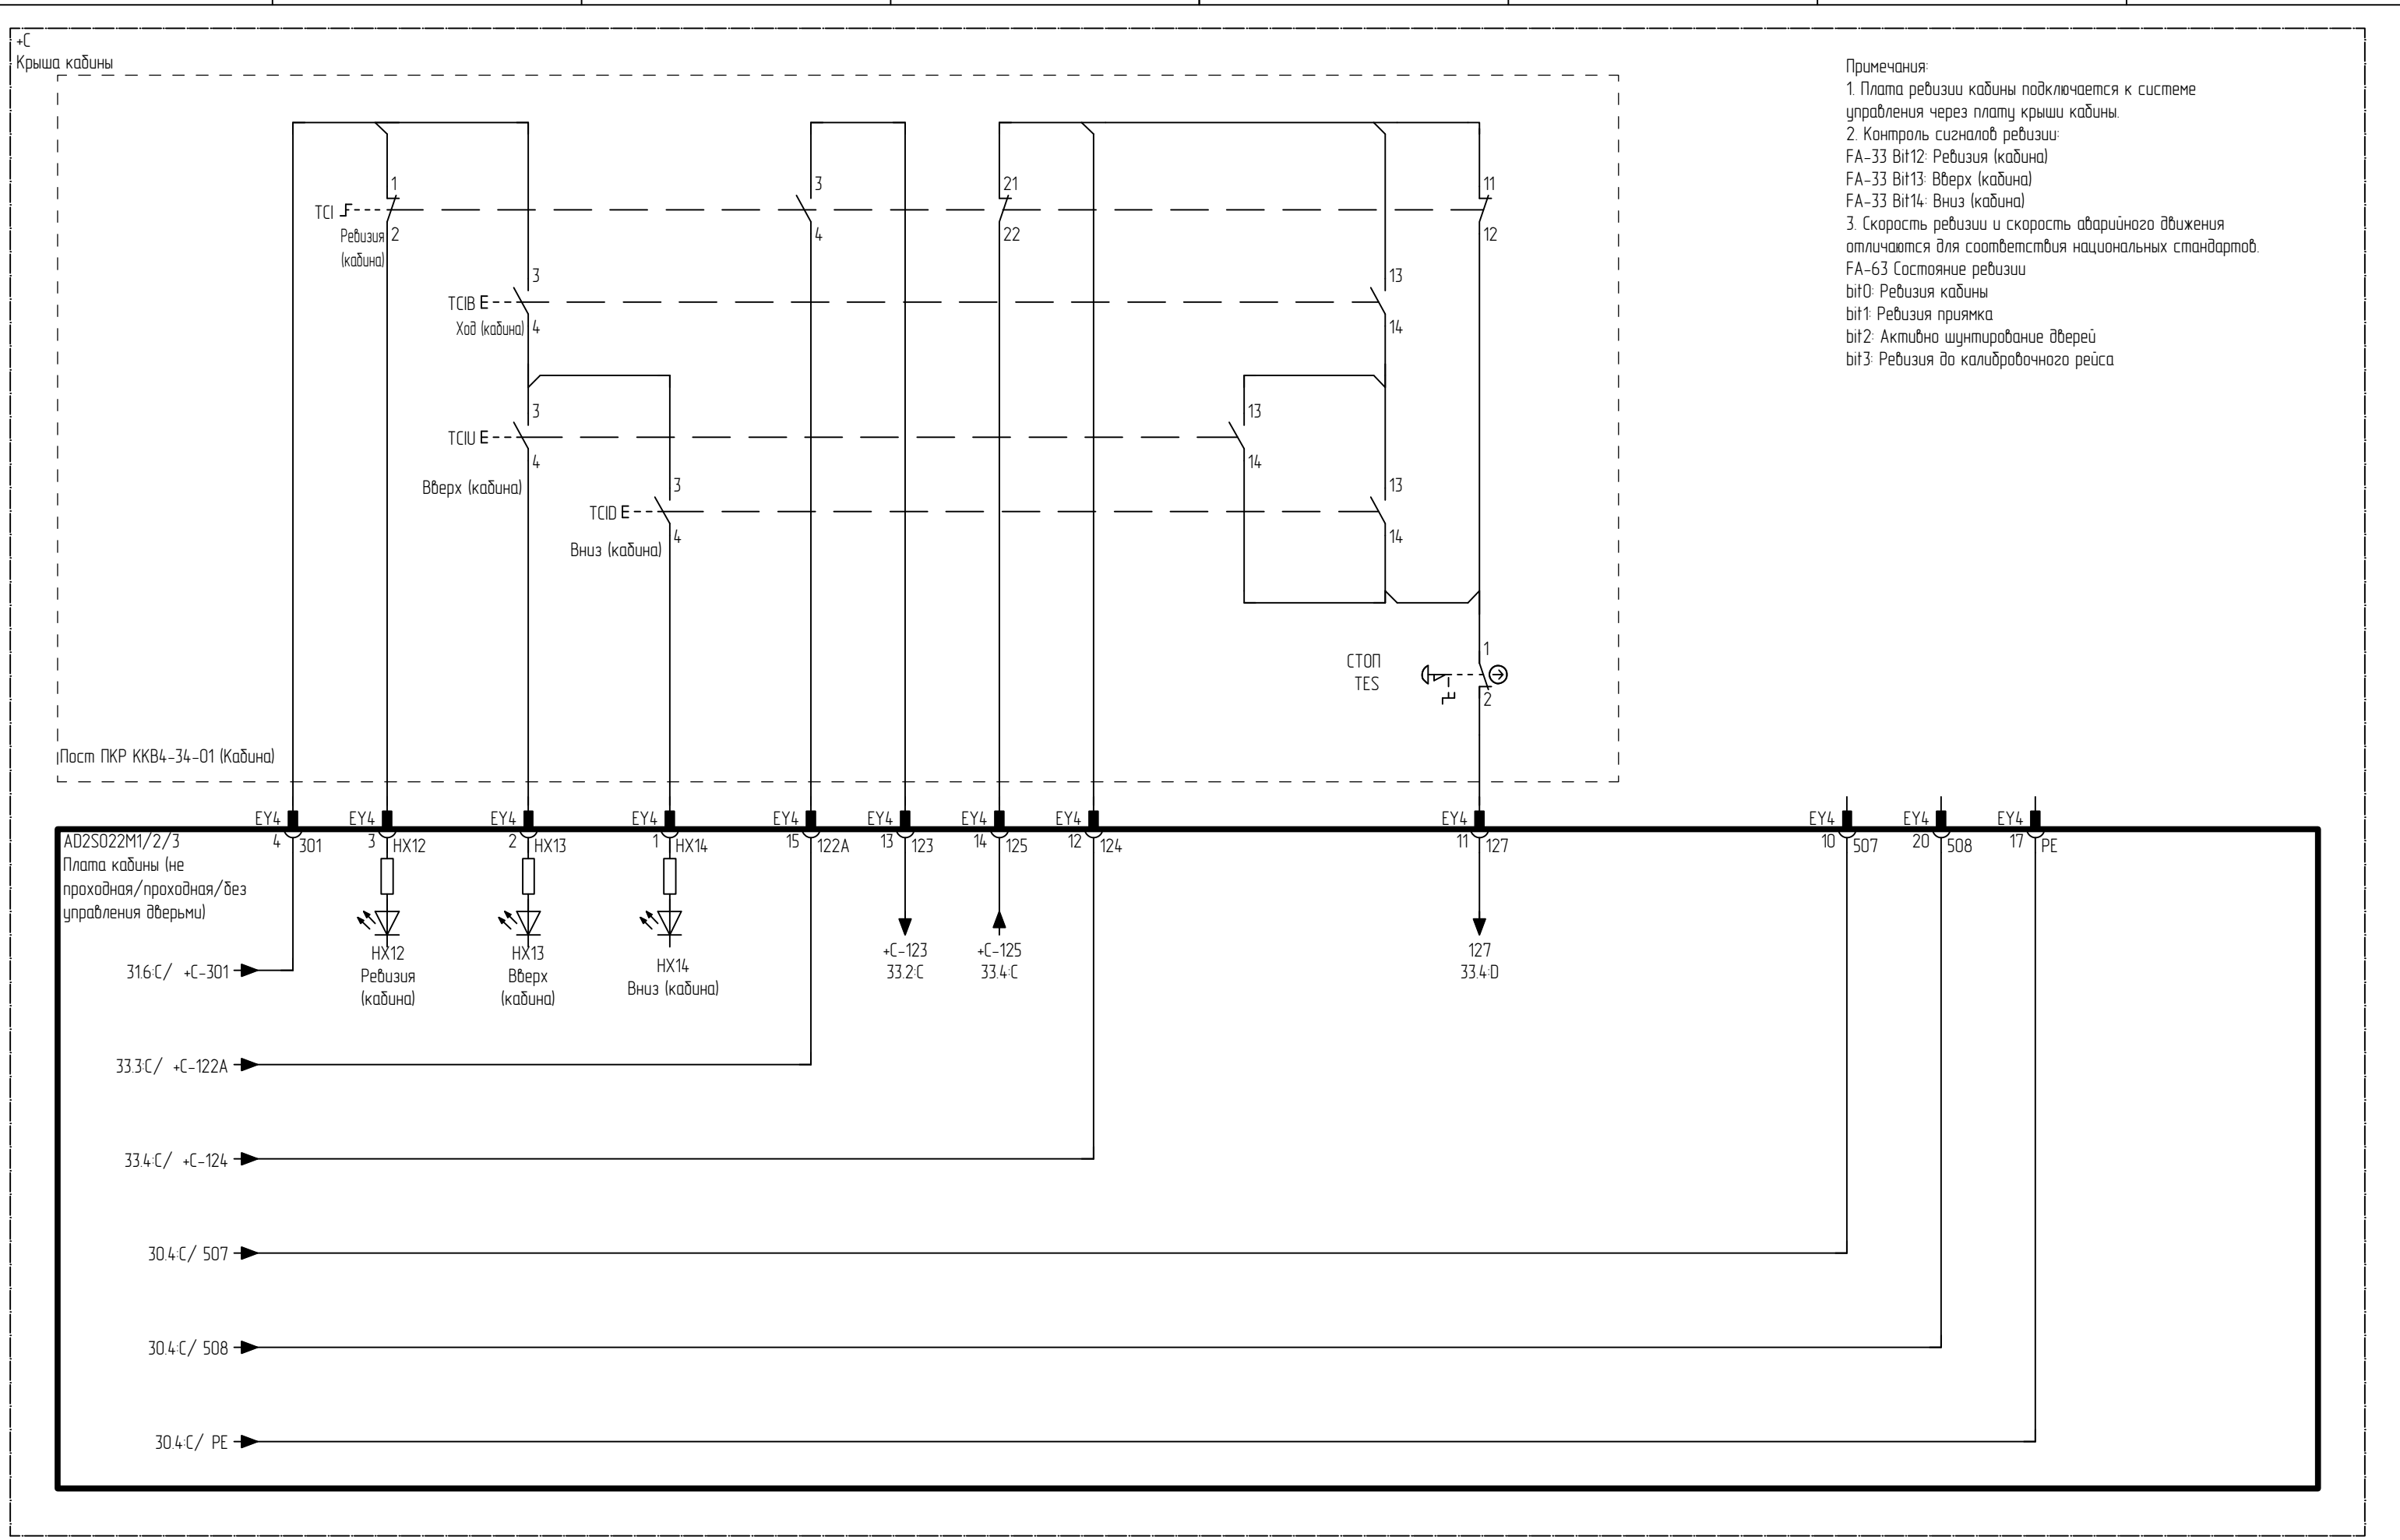 +C
Крыша кабины
Примечания:
1. Плата ревизии кабины подключается к системе
управления через плату крыши кабины.
2. Контроль сигналов ревизии:
FA-33 Bit12: Ревизия (кабина)
FA-33 Bit13: Вверх (кабина)
FA-33 Bit14: Вниз (кабина)
3. Скорость ревизии и скорость аварийного движения
отличаются для соответствия национальных стандартов.
FA-63 Состояние ревизии
bit0: Ревизия кабины
bit1: Ревизия приямка
bit2: Активно шунтирование дверей
bit3: Ревизия до калибровочного рейса
1 3 21 11
TCI
Ревизия
(кабина)
2 4 22 12
3 13
TCIB
Ход (кабина)
4 14
3 13
TCIU
4 14
Вверх (кабина)
3 13
TCID
4 14
Вниз (кабина)
СТОП
TES
1
2
Пост ПКР ККВ4-34-01 (Кабина)
EY4 EY4 EY4 EY4 EY4 EY4 EY4 EY4 EY4 EY4 EY4 EY4
4 301 3 HX12 2 HX13 1 HX14 15 122A 13 123 14 125 12 124 11 127 10 507 20 508 17 PE
AD2S022M1/2/3
Плата кабины (не
проходная/проходная/без
управления дверьми)
HX12
Ревизия
(кабина)
HX13
Вверх
(кабина)
HX14
Вниз (кабина)
+C-123
33.2:C
+C-125
33.4:C
127
33.4:D
31.6:C/ +C-301
33.3:C/ +C-122A
33.4:C/ +C-124
30.4:C/ 507
30.4:C/ 508
30.4:C/ PE